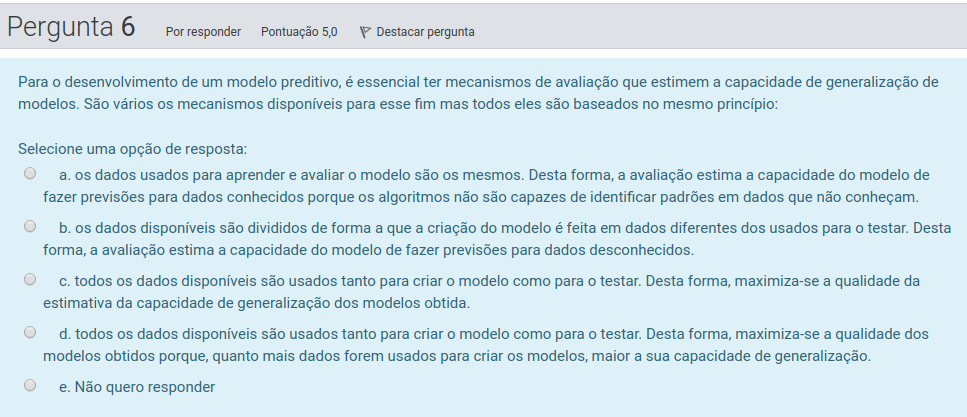 Pergunta 6 Por responder Pontuação 5,0 Destacar pergunta
Para o desenvolvimento de um modelo preditivo, é essencial ter mecanismos de avaliação que estimem a capacidade de generalização de
modelos. São vários os mecanismos disponíveis para esse fim mas todos eles são baseados no mesmo princípio:
Selecione uma opção de resposta:
a. os dados usados para aprender e avaliar o modelo são os mesmos. Desta forma, a avaliação estima a capacidade do modelo de
fazer previsões para dados conhecidos porque os algoritmos não são capazes de identificar padrões em dados que não conheçam.
b. os dados disponíveis são divididos de forma a que a criação do modelo é feita em dados diferentes dos usados para o testar. Desta
forma, a avaliação estima a capacidade do modelo de fazer previsões para dados desconhecidos.
c. todos os dados disponíveis são usados tanto para criar o modelo como para o testar. Desta forma, maximiza-se a qualidade da
estimativa da capacidade de generalização dos modelos obtida.
d. todos os dados disponíveis são usados tanto para criar o modelo como para o testar. Desta forma, maximiza-se a qualidade dos
modelos obtidos porque, quanto mais dados forem usados para criar os modelos, maior a sua capacidade de generalização.
e. Não quero responder